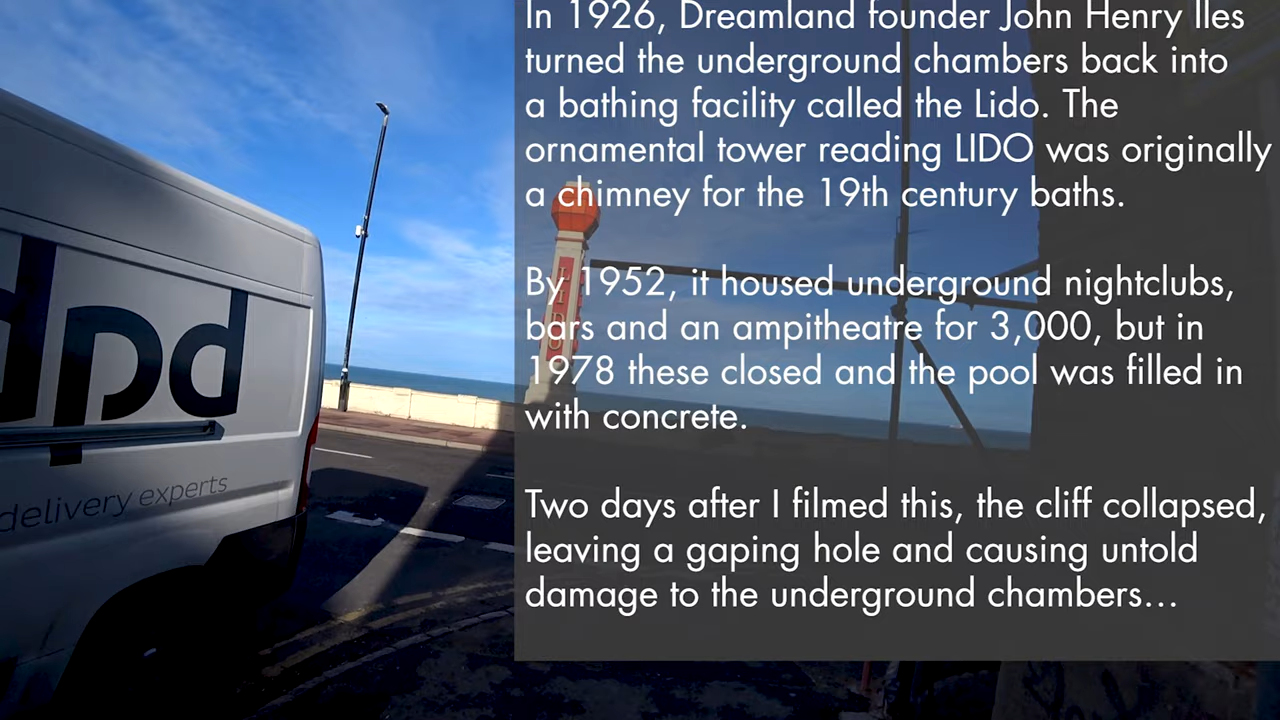 In 1926, Dreamland founder John Henry Iles
turned the underground chambers back into
a bathing facility called the Lido. The
ornamental tower reading LIDO was originally
a chimney for the 19th century baths.
By 1952, it housed underground nightclubs,
bars and an ampitheatre for 3,000, but in
1978 these closed and the pool was filled in
with concrete.
Two days after I filmed this, the cliff collapsed,
leaving a gaping hole and causing untold
damage to the underground chambers...
dpd
delivery experts
LIDO